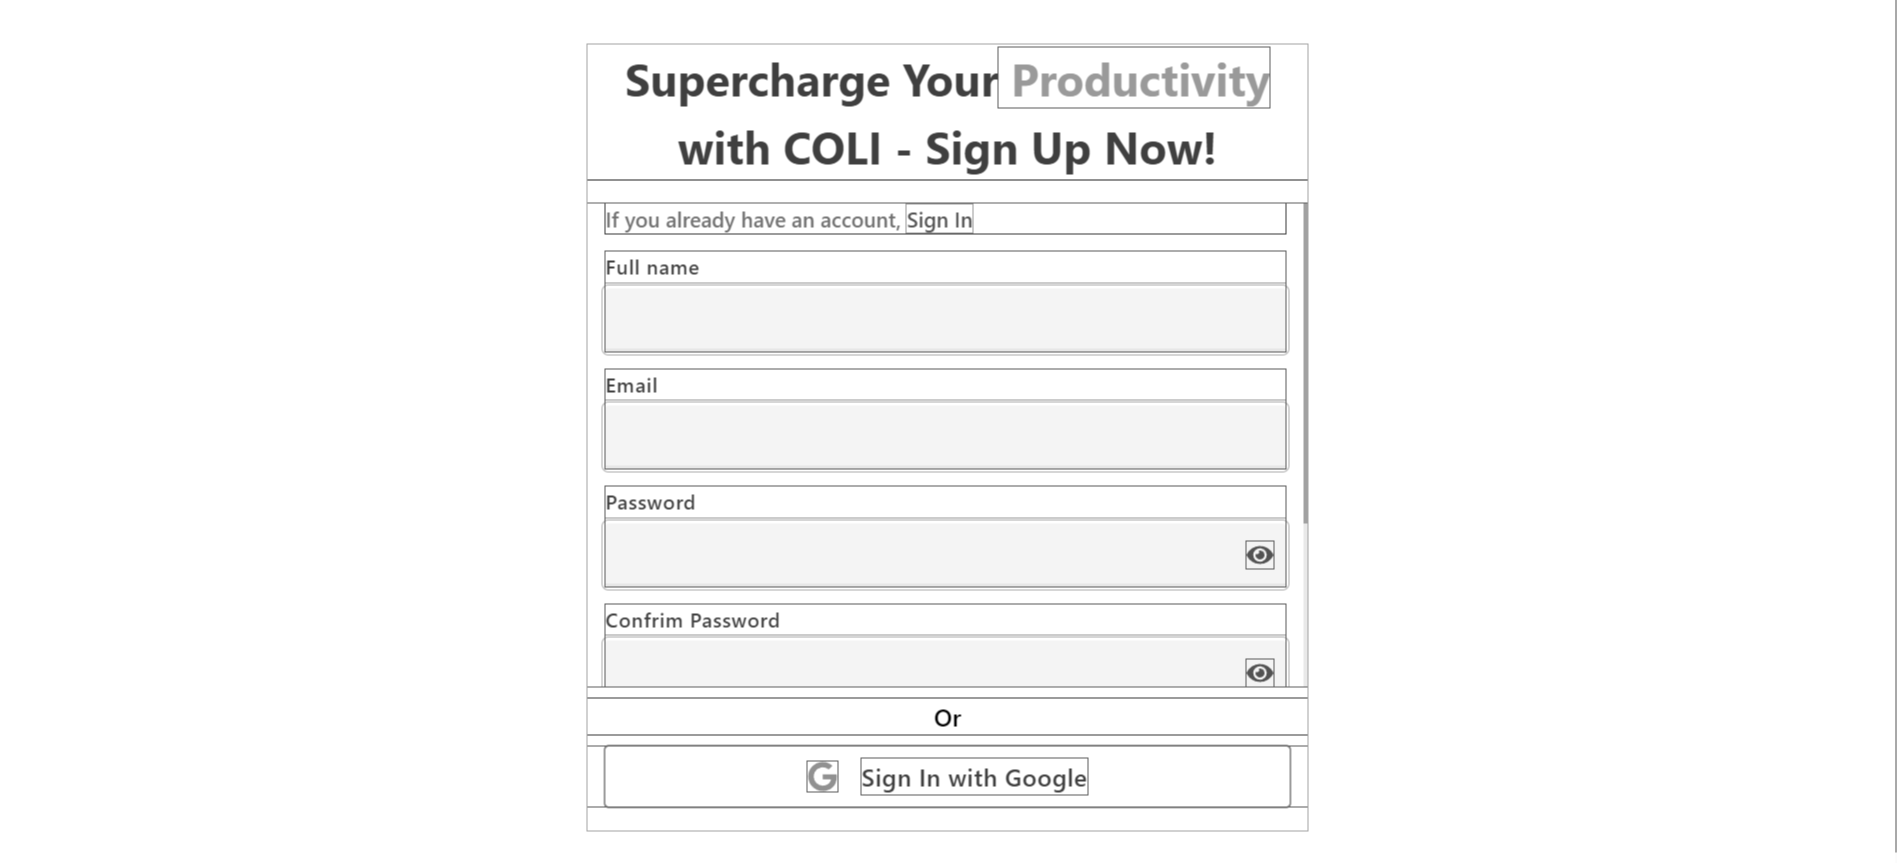 Supercharge Your Productivity
with COLI - Sign Up Now!
If you already have an account, Sign In
Full name
Email
Password
Confrim Password
Or
G Sign In with Google